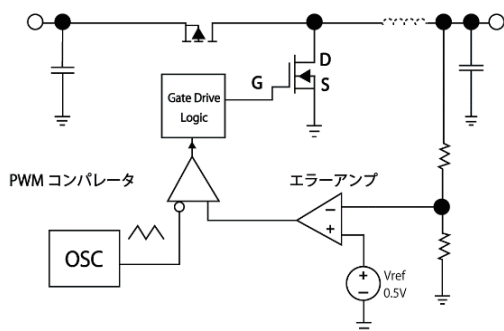 D
G
S
Gate Drive
Logic
PWM コンパレータ
エラーアンプ
−
+
OSC
+
−
Vref
0.5V